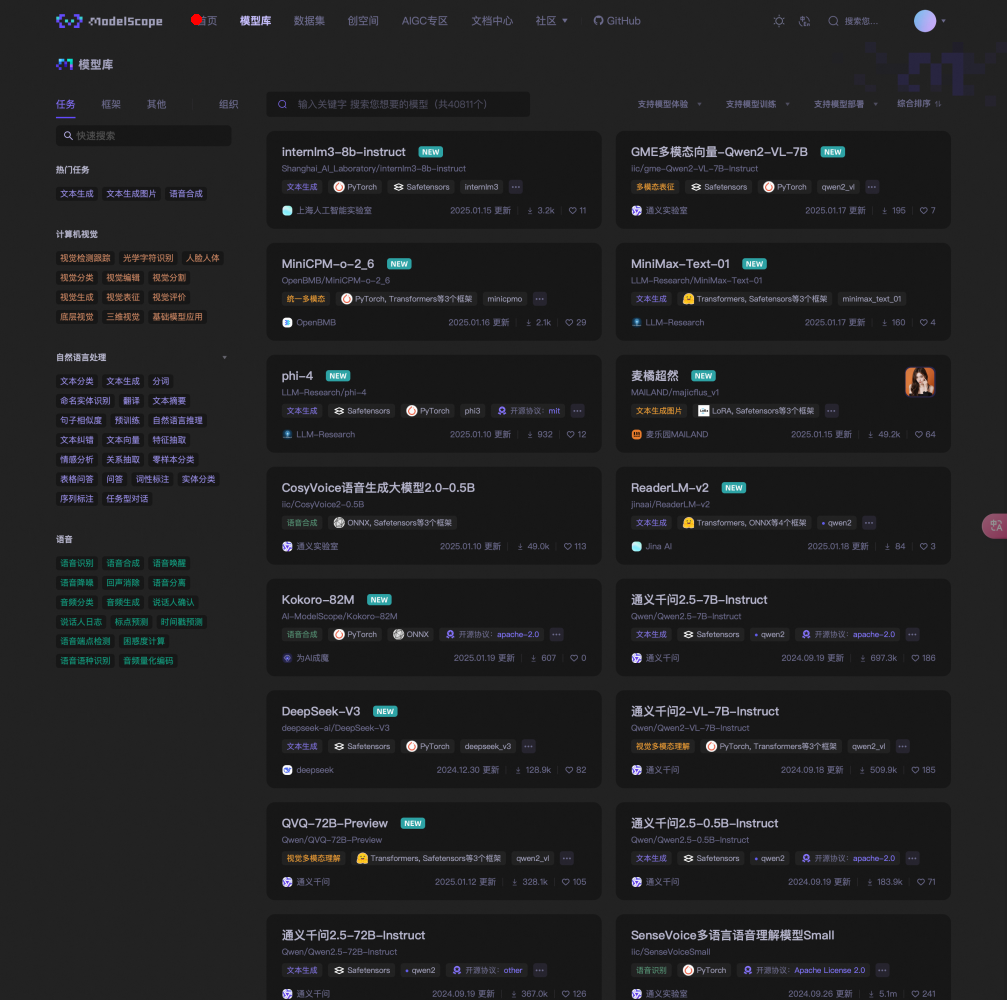 ModelScope 首页 模型库 数据集 创空间 AIGC专区 文档中心 社区 GitHub 搜索您...
模型库
任务 框架 其他 组织
快速搜索
热门任务
文本生成 文本生成图片 语音合成
计算机视觉
视觉检测跟踪 光学字符识别 人脸人体
视觉分类 视觉编辑 视觉分割
视觉生成 视觉表征 视觉评价
底层视觉 三维视觉 基础模型应用
自然语言处理
文本分类 文本生成 分词
命名实体识别 翻译 文本摘要
句子相似度 预训练 自然语言推理
文本纠错 文本向量 特征抽取
情感分析 关系抽取 零样本分类
表格问答 问答 词性标注 实体分类
序列标注 任务型对话
语音
语音识别 语音合成 语音唤醒
语音降噪 回声消除 语音分离
音频分类 音频生成 说话人确认
说话人日志 标点预测 时间戳预测
语音端点检测 困惑度计算
语音语种识别 音频量化编码
输入关键字 搜索您想要的模型（共40811个）
支持模型体验 支持模型训练 支持模型部署 综合排序
internlm3-8b-instruct NEW
Shanghai_AI_Laboratory/internlm3-8b-instruct
文本生成 PyTorch Safetensors internlm3 ...
上海人工智能实验室 2025.01.15 更新 3.2k 11
GME多模态向量-Qwen2-VL-7B NEW
iic/gme-Qwen2-VL-7B-Instruct
多模态表征 Safetensors PyTorch qwen2_vl ...
通义实验室 2025.01.17 更新 195 7
MiniCPM-o-2_6 NEW
OpenBMB/MiniCPM-o-2_6
统一多模态 PyTorch, Transformers等3个框架 minicpmo ...
OpenBMB 2025.01.16 更新 2.1k 29
MiniMax-Text-01 NEW
LLM-Research/MiniMax-Text-01
文本生成 Transformers, Safetensors等3个框架 minimax_text_01
LLM-Research 2025.01.17 更新 160 4
phi-4 NEW
LLM-Research/phi-4
文本生成 Safetensors PyTorch phi3 开源协议: mit ...
LLM-Research 2025.01.10 更新 932 12
麦橘超然 NEW
MAILAND/majicflus_v1
文本生成图片 LoRA, Safetensors等3个框架 ...
麦乐园MAILAND 2025.01.15 更新 49.2k 64
CosyVoice语音生成大模型2.0-0.5B
iic/CosyVoice2-0.5B
语音合成 ONNX, Safetensors等3个框架
通义实验室 2025.01.10 更新 49.0k 113
ReaderLM-v2 NEW
jinaai/ReaderLM-v2
文本生成 Transformers, ONNX等4个框架 qwen2 ...
Jina AI 2025.01.18 更新 84 3
Kokoro-82M NEW
AI-ModelScope/Kokoro-82M
语音合成 PyTorch ONNX 开源协议: apache-2.0 ...
为AI成魔 2025.01.19 更新 607 0
通义千问2.5-7B-Instruct
Qwen/Qwen2.5-7B-Instruct
文本生成 Safetensors qwen2 开源协议: apache-2.0 ...
通义千问 2024.09.19 更新 697.3k 186
DeepSeek-V3 NEW
deepseek-ai/DeepSeek-V3
文本生成 Safetensors PyTorch deepseek_v3 ...
deepseek 2024.12.30 更新 128.9k 82
通义千问2-VL-7B-Instruct
Qwen/Qwen2-VL-7B-Instruct
视觉多模态理解 PyTorch, Transformers等3个框架 qwen2_vl ...
通义千问 2024.09.18 更新 509.9k 185
QVQ-72B-Preview NEW
Qwen/QVQ-72B-Preview
视觉多模态理解 Transformers, Safetensors等3个框架 qwen2_vl ...
通义千问 2025.01.12 更新 328.1k 105
通义千问2.5-0.5B-Instruct
Qwen/Qwen2.5-0.5B-Instruct
文本生成 Safetensors qwen2 开源协议: apache-2.0 ...
通义千问 2024.09.19 更新 183.9k 71
通义千问2.5-72B-Instruct
Qwen/Qwen2.5-72B-Instruct
文本生成 Safetensors qwen2 开源协议: other ...
通义千问 2024.09.19 更新 367.0k 126
SenseVoice多语言语音理解模型Small
iic/SenseVoiceSmall
语音识别 PyTorch 开源协议: Apache License 2.0 ...
通义实验室 2024.09.26 更新 5.1m 241